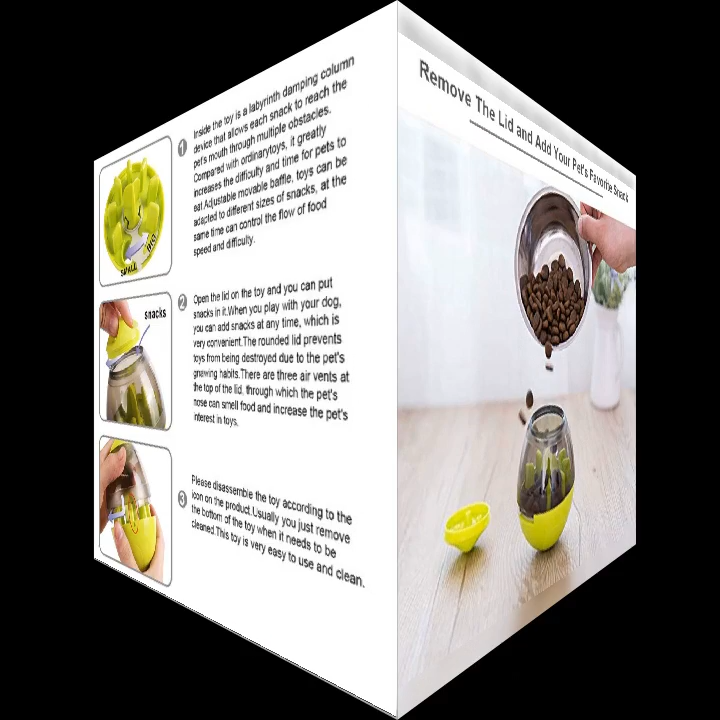 1
Inside the toy is a labyrinth damping column
device that allows each snack to reach the
pet's mouth through multiple obstacles.
Compared with ordinarytoys, it greatly
increases the difficulty and time for pets to
eat.Adjustable movable baffle, toys can be
adapted to different sizes of snacks, at the
same time can control the flow of food
speed and difficulty.
SMALL BIG
2
Open the lid on the toy and you can put
snacks in it.When you play with your dog,
you can add snacks at any time, which is
very convenient.The rounded lid prevents
toys from being destroyed due to the pet's
gnawing habits.There are three air vents at
the top of the lid, through which the pet's
nose can smell food and increase the pet's
interest in toys.
snacks
3
Please disassemble the toy according to the
icon on the product.Usually you just remove
the bottom of the toy when it needs to be
cleaned.This toy is very easy to use and clean.
Remove The Lid and Add Your Pet's Favorite Snack